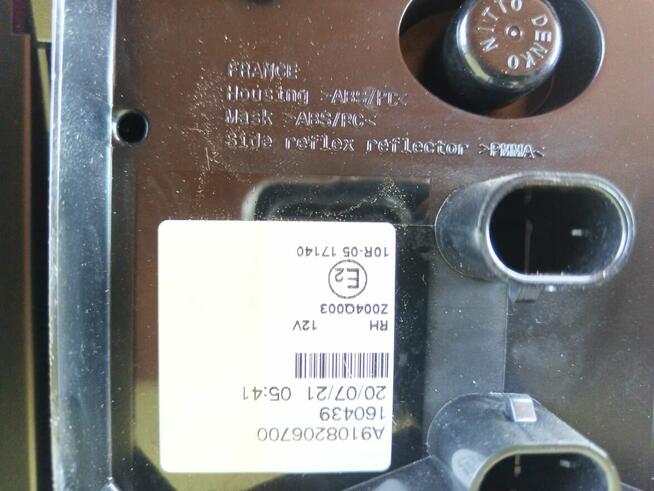 NITTO DENKO
FRANCE
Housing >ABS/PC<
Mask >ABS/PC<
Side reflex reflector >PMMA<
A9108206700
160439
20/07/21 05:41
RH 12V
Z004Q003
E2
10R-05 17140